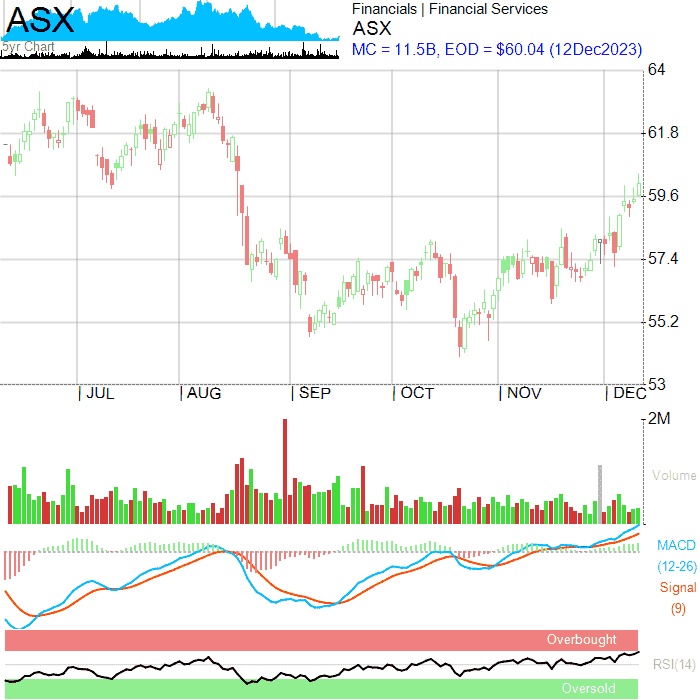 ASX
5yr Chart
Financials | Financial Services
ASX
MC = 11.5B, EOD = $60.04 (12Dec2023)
64
61.8
59.6
57.4
55.2
53
| JUL | AUG | SEP | OCT | NOV | DEC
2M
Volume
MACD
(12-26)
Signal
(9)
Overbought
RSI(14)
Oversold